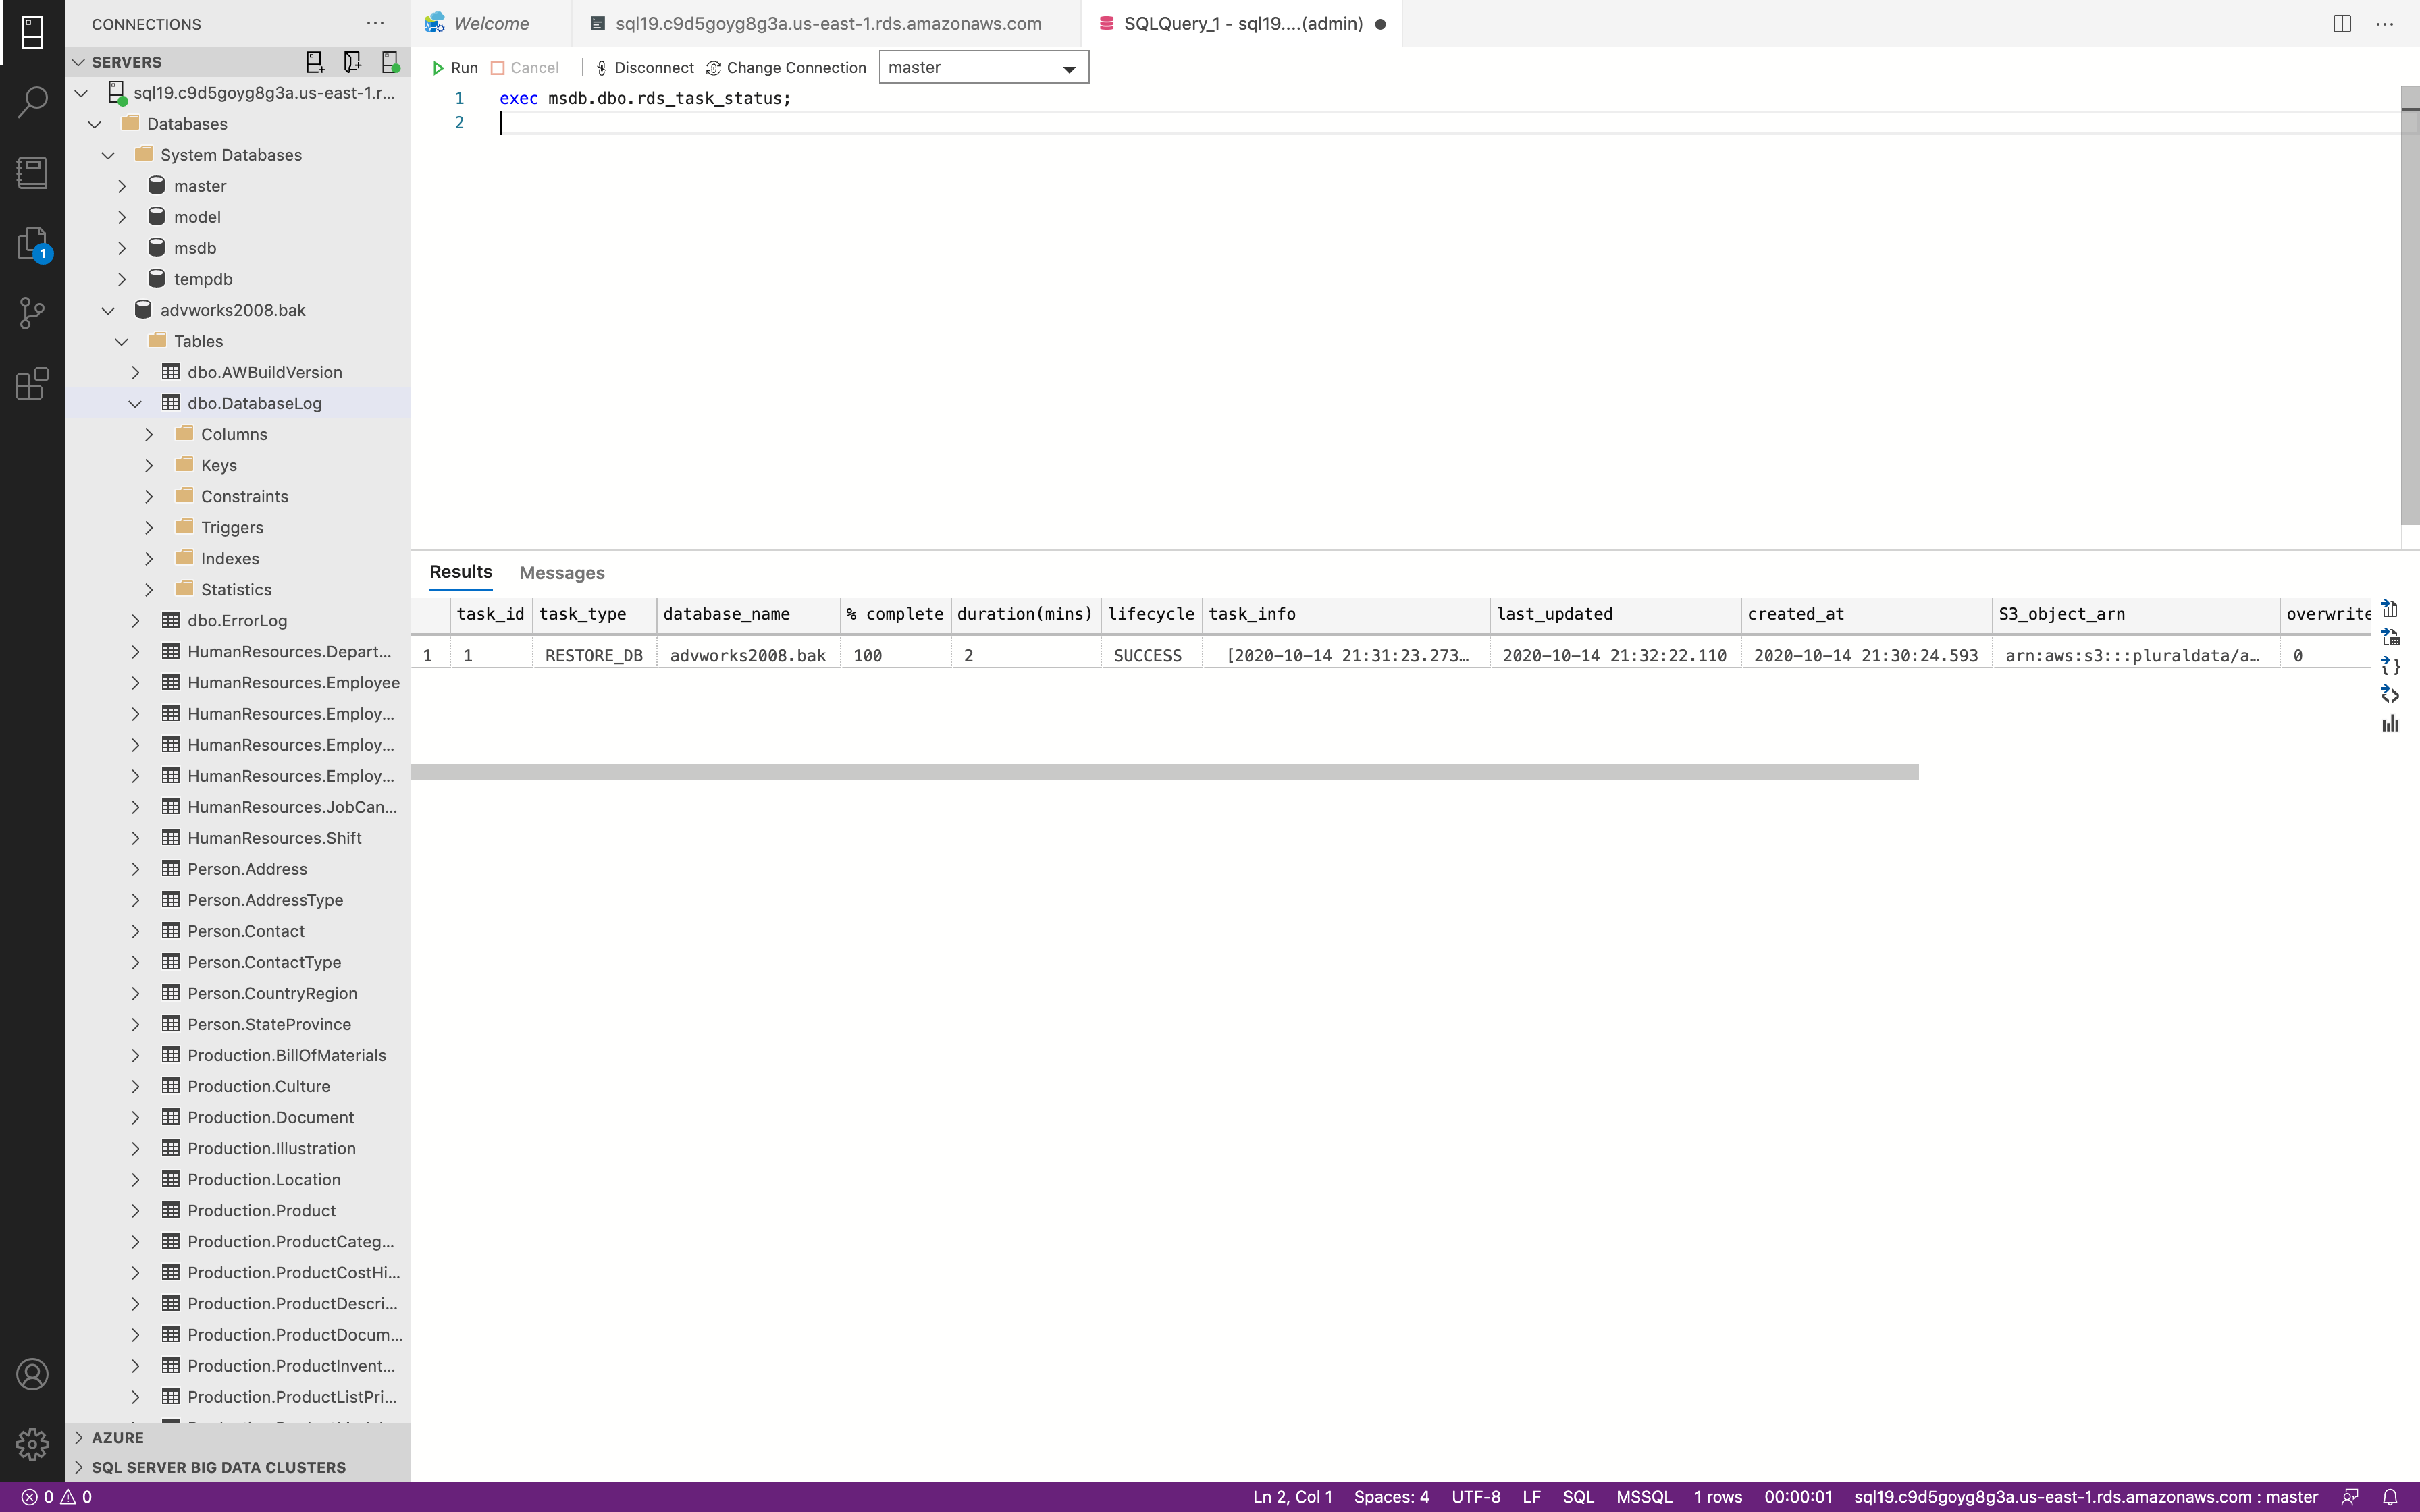 CONNECTIONS
SERVERS
sql19.c9d5goyg8g3a.us-east-1.r...
Databases
System Databases
master
model
msdb
tempdb
advworks2008.bak
Tables
dbo.AWBuildVersion
dbo.DatabaseLog
Columns
Keys
Constraints
Triggers
Indexes
Statistics
dbo.ErrorLog
HumanResources.Depart...
HumanResources.Employee
HumanResources.Employ...
HumanResources.Employ...
HumanResources.Employ...
HumanResources.JobCan...
HumanResources.Shift
Person.Address
Person.AddressType
Person.Contact
Person.ContactType
Person.CountryRegion
Person.StateProvince
Production.BillOfMaterials
Production.Culture
Production.Document
Production.Illustration
Production.Location
Production.Product
Production.ProductCateg...
Production.ProductCostHi...
Production.ProductDescri...
Production.ProductDocum...
Production.ProductInvent...
Production.ProductListPri...
AZURE
SQL SERVER BIG DATA CLUSTERS
1
Welcome sql19.c9d5goyg8g3a.us-east-1.rds.amazonaws.com SQLQuery_1 - sql19....(admin)
Run Cancel Disconnect Change Connection master
1 exec msdb.dbo.rds_task_status;
2
Results Messages
task_id task_type database_name % complete duration(mins) lifecycle task_info last_updated created_at S3_object_arn overwrite
1 1 RESTORE_DB advworks2008.bak 100 2 SUCCESS [2020-10-14 21:31:23.273… 2020-10-14 21:32:22.110 2020-10-14 21:30:24.593 arn:aws:s3:::pluraldata/a… 0
0 0 Ln 2, Col 1 Spaces: 4 UTF-8 LF SQL MSSQL 1 rows 00:00:01 sql19.c9d5goyg8g3a.us-east-1.rds.amazonaws.com : master